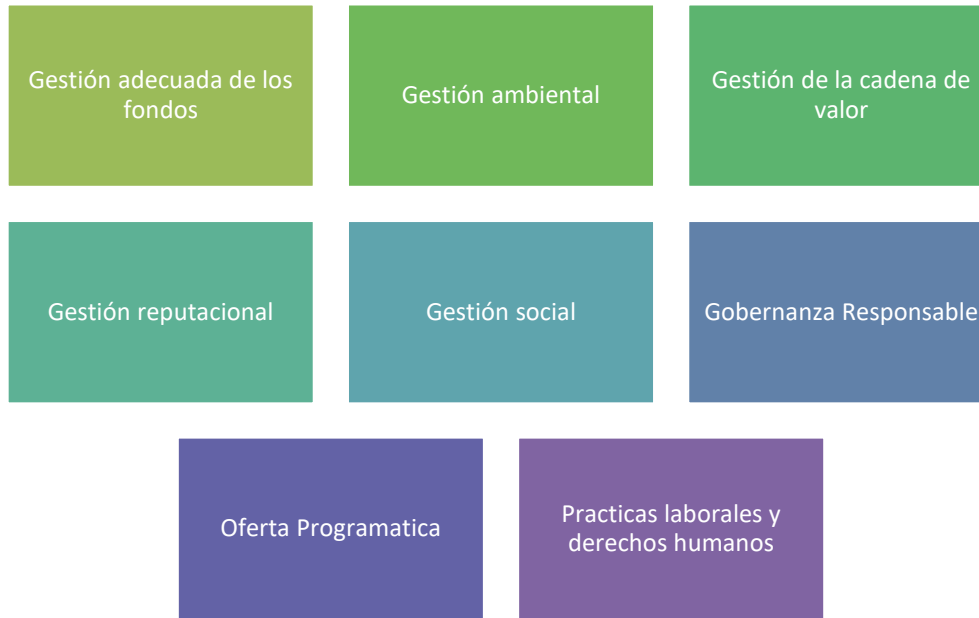 Gestión adecuada de los
fondos
Gestión ambiental
Gestión de la cadena de
valor
Gestión reputacional
Gestión social
Gobernanza Responsable
Oferta Programatica
Practicas laborales y
derechos humanos